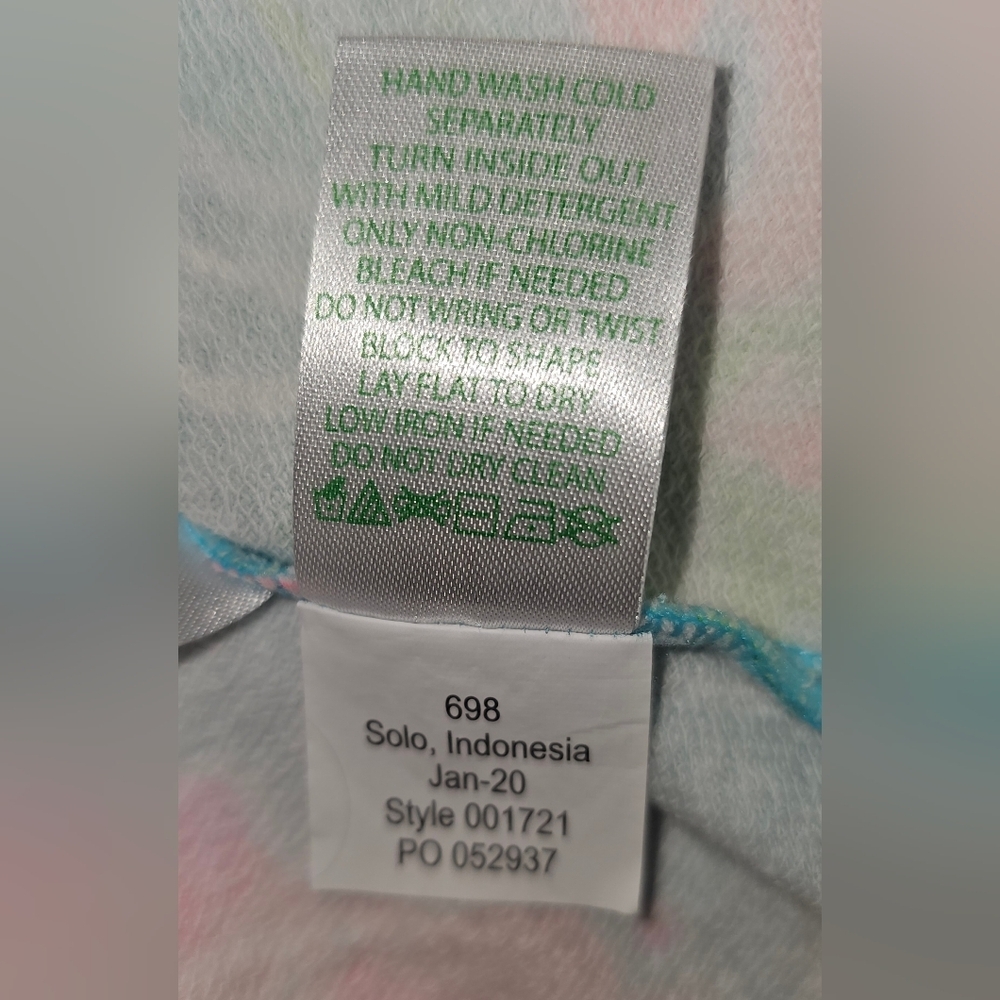 HAND WASH COLD
SEPARATELY
TURN INSIDE OUT
WITH MILD DETERGENT
ONLY NON-CHLORINE
BLEACH IF NEEDED
DO NOT WRING OR TWIST
BLOCK TO SHAPE
LAY FLAT TO DRY
LOW IRON IF NEEDED
DO NOT DRY CLEAN
698
Solo, Indonesia
Jan-20
Style 001721
PO 052937